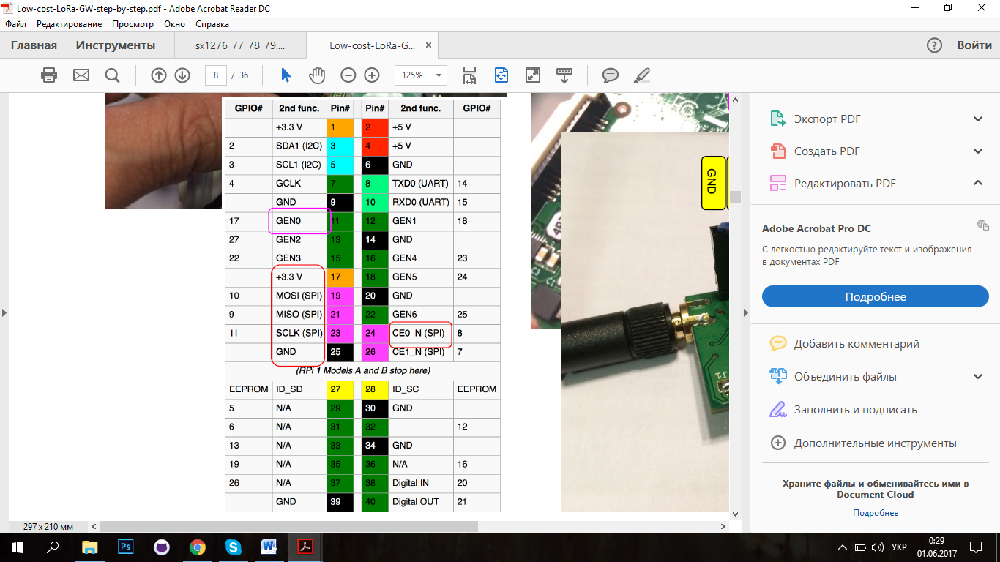 Low-cost-LoRa-GW-step-by-step.pdf - Adobe Acrobat Reader DC
Файл Редактирование Просмотр Окно Справка
Главная Инструменты sx1276_77_78_79.... Low-cost-LoRa-G... × Войти
8 / 36 125%
GPIO# 2nd func. Pin# Pin# 2nd func. GPIO#
+3.3 V 1 2 +5 V
2 SDA1 (I2C) 3 4 +5 V
3 SCL1 (I2C) 5 6 GND
4 GCLK 7 8 TXD0 (UART) 14
GND 9 10 RXD0 (UART) 15
17 GEN0 11 12 GEN1 18
27 GEN2 13 14 GND
22 GEN3 15 16 GEN4 23
+3.3 V 17 18 GEN5 24
10 MOSI (SPI) 19 20 GND
9 MISO (SPI) 21 22 GEN6 25
11 SCLK (SPI) 23 24 CE0_N (SPI) 8
GND 25 26 CE1_N (SPI) 7
(RPi 1 Models A and B stop here)
EEPROM ID_SD 27 28 ID_SC EEPROM
5 N/A 29 30 GND
6 N/A 31 32 12
13 N/A 33 34 GND
19 N/A 35 36 N/A 16
26 N/A 37 38 Digital IN 20
GND 39 40 Digital OUT 21
GND
C3
C1
J1
Экспорт PDF
Создать PDF
Редактировать PDF
Adobe Acrobat Pro DC
С легкостью редактируйте текст и изображения
в документах PDF
Подробнее
Добавить комментарий
Объединить файлы
Заполнить и подписать
Дополнительные инструменты
Храните файлы и обменивайтесь ими в
Document Cloud
Подробнее
297 x 210 мм
Ps
УКР
0:29
01.06.2017